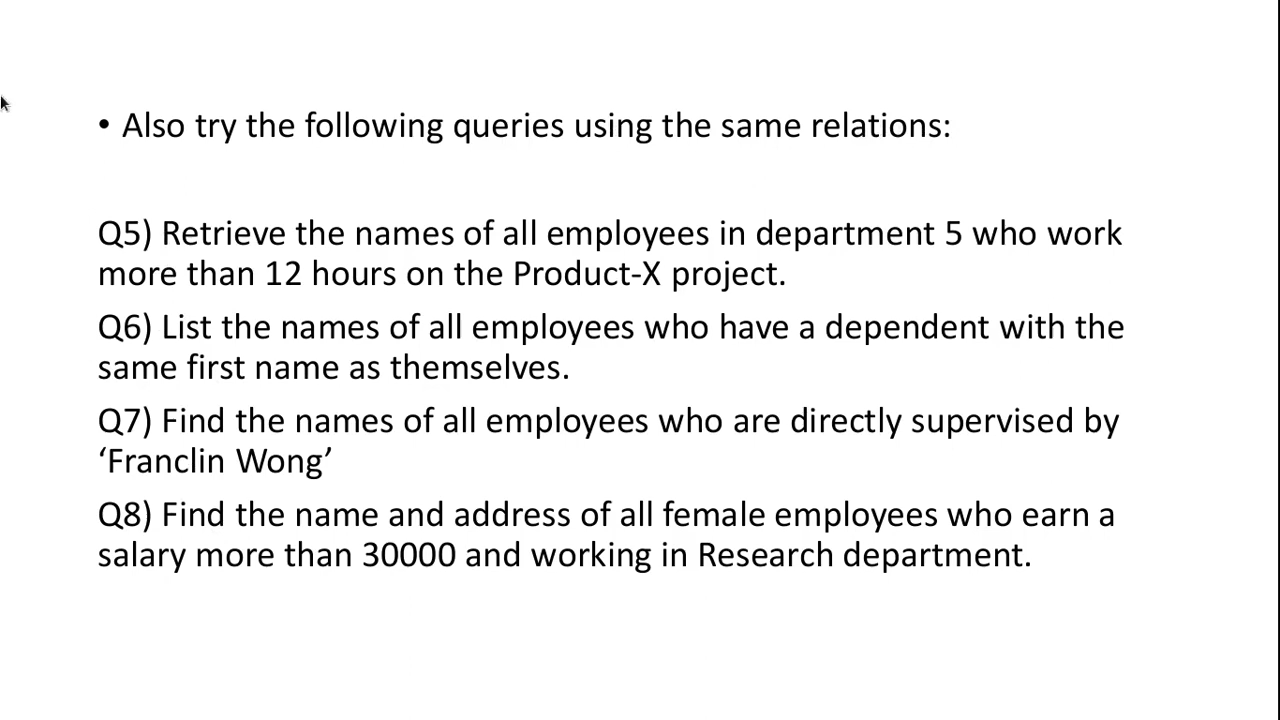 • Also try the following queries using the same relations:
Q5) Retrieve the names of all employees in department 5 who work
more than 12 hours on the Product-X project.
Q6) List the names of all employees who have a dependent with the
same first name as themselves.
Q7) Find the names of all employees who are directly supervised by
‘Franclin Wong’
Q8) Find the name and address of all female employees who earn a
salary more than 30000 and working in Research department.